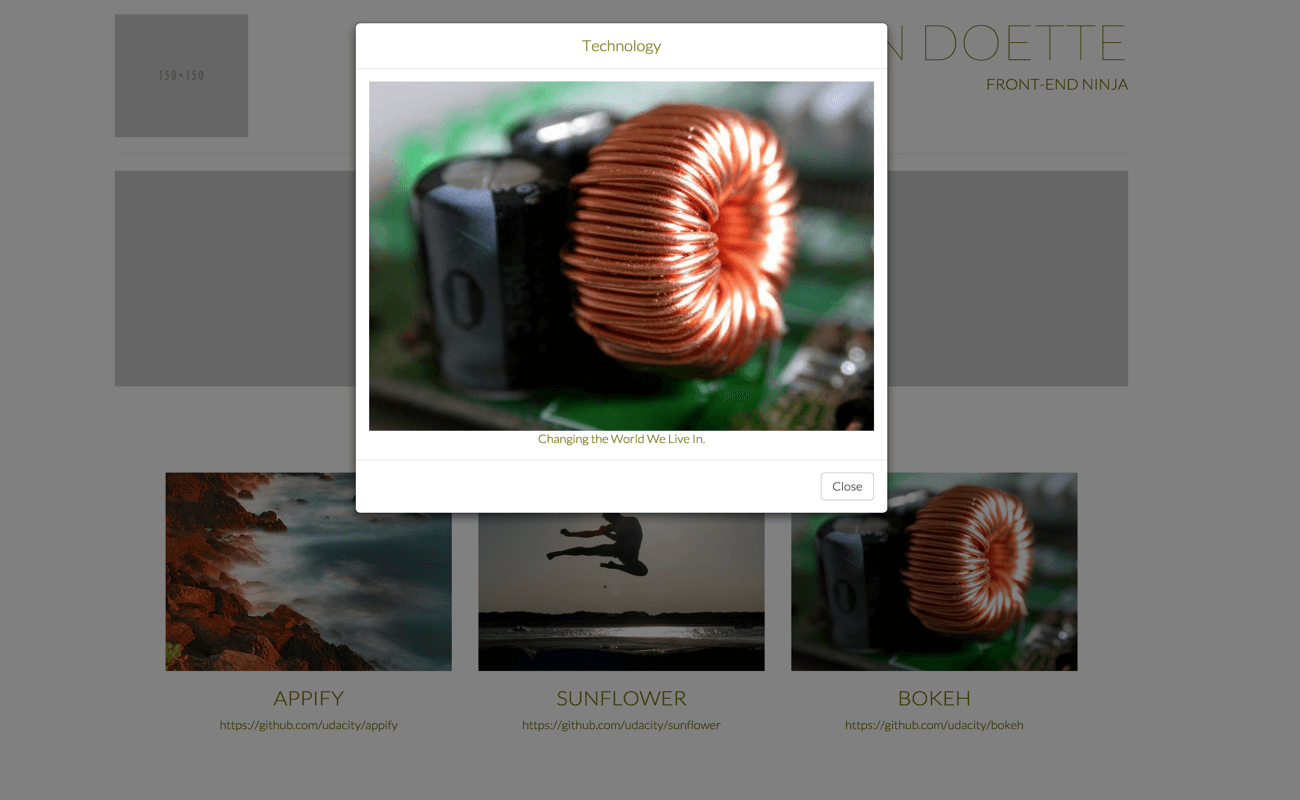 150×150
N DOETTE
FRONT-END NINJA
Technology
Changing the World We Live In.
Close
APPIFY
SUNFLOWER
BOKEH
https://github.com/udacity/appify
https://github.com/udacity/sunflower
https://github.com/udacity/bokeh